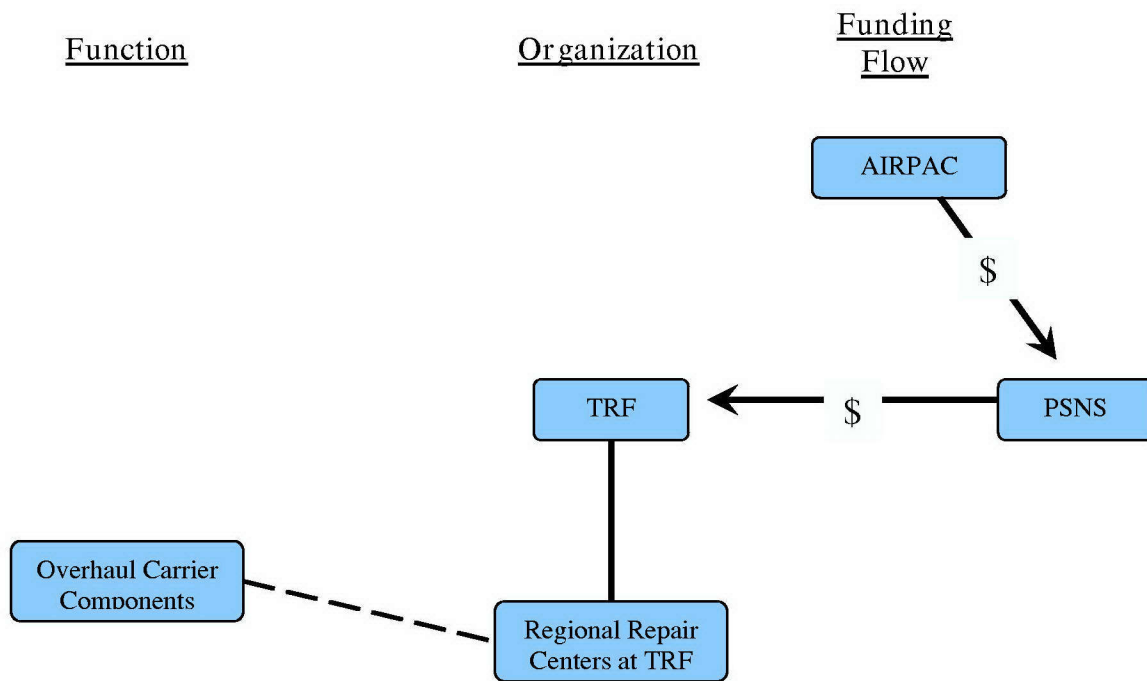 Function
Organization
Funding
Flow
AIRPAC
$
TRF
$
PSNS
Overhaul Carrier
Components
Regional Repair
Centers at TRF